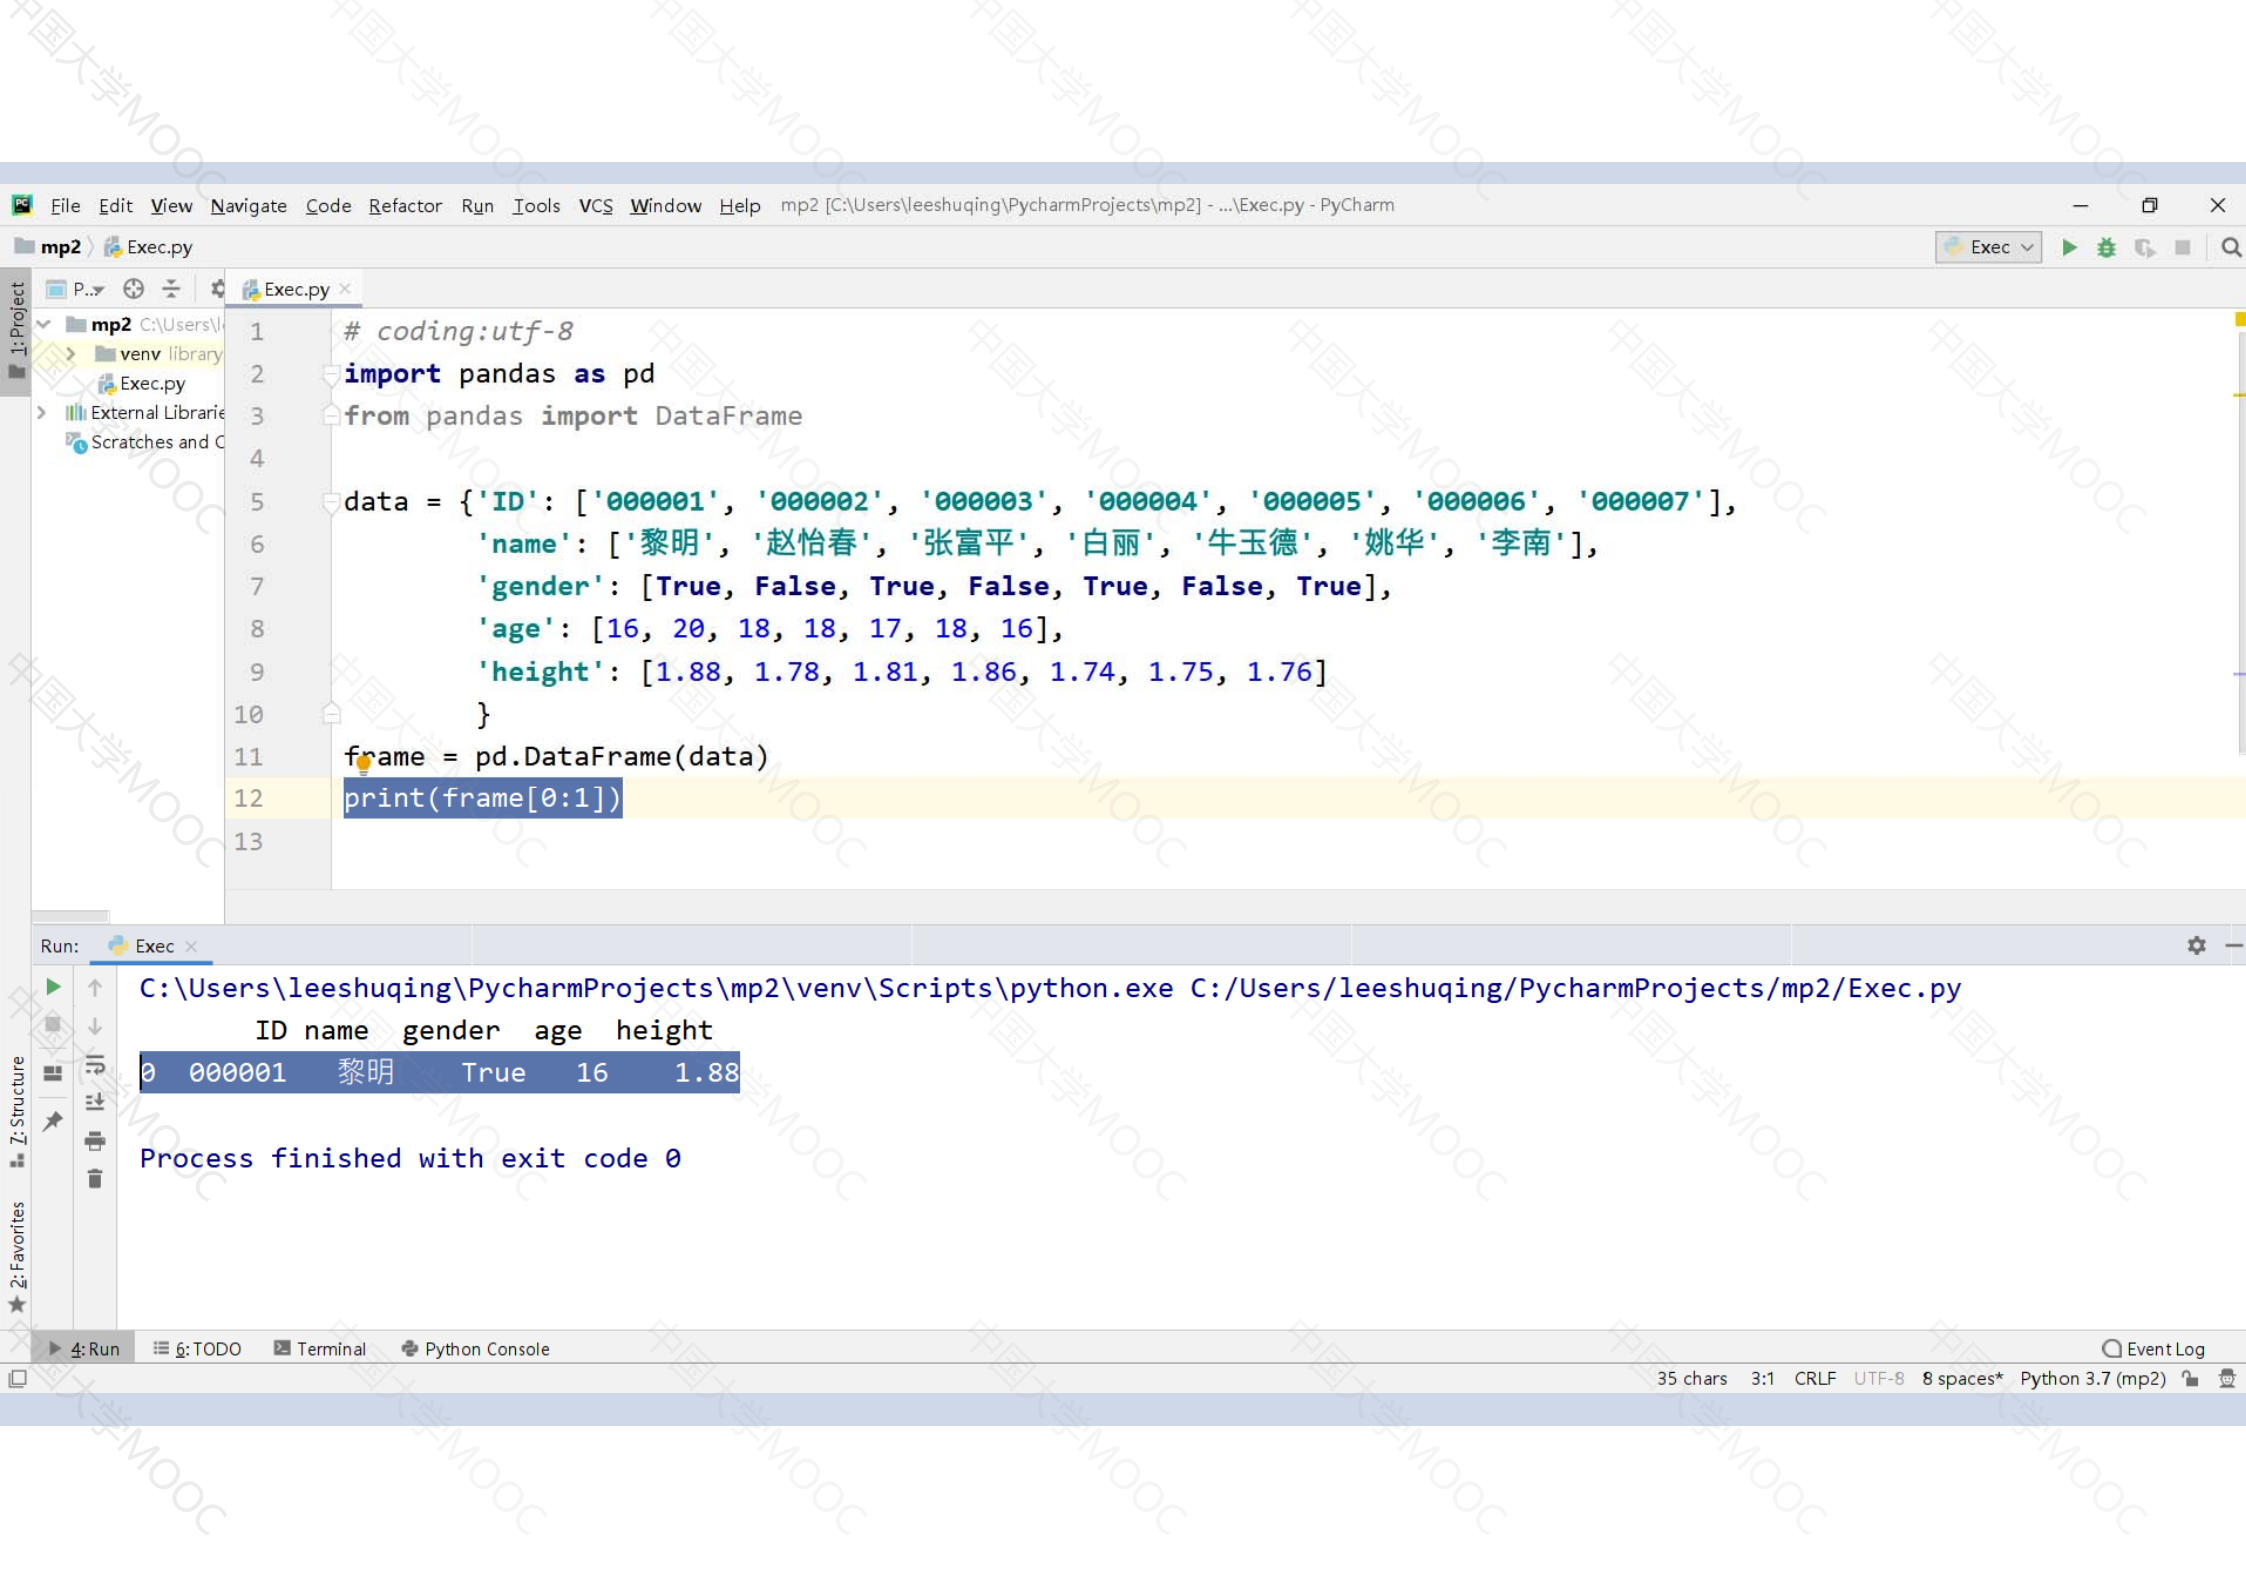 File Edit View Navigate Code Refactor Run Tools VCS Window Help mp2 [C:\Users\leeshuqing\PycharmProjects\mp2] - ...\Exec.py - PyCharm
mp2 Exec.py
Exec
1: Project
P..
Exec.py
mp2 C:\Users\l
venv library
Exec.py
External Librarie
Scratches and C
1 # coding:utf-8
2 import pandas as pd
3 from pandas import DataFrame
4
5 data = {'ID': ['000001', '000002', '000003', '000004', '000005', '000006', '000007'],
6 'name': ['黎明', '赵怡春', '张富平', '白丽', '牛玉德', '姚华', '李南'],
7 'gender': [True, False, True, False, True, False, True],
8 'age': [16, 20, 18, 18, 17, 18, 16],
9 'height': [1.88, 1.78, 1.81, 1.86, 1.74, 1.75, 1.76]
10 }
11 frame = pd.DataFrame(data)
12 print(frame[0:1])
13
Run: Exec
C:\Users\leeshuqing\PycharmProjects\mp2\venv\Scripts\python.exe C:/Users/leeshuqing/PycharmProjects/mp2/Exec.py
ID name gender age height
0 000001 黎明 True 16 1.88
Process finished with exit code 0
7: Structure
2: Favorites
4: Run 6: TODO Terminal Python Console
Event Log
35 chars 3:1 CRLF UTF-8 8 spaces* Python 3.7 (mp2)
中国大学MOOC